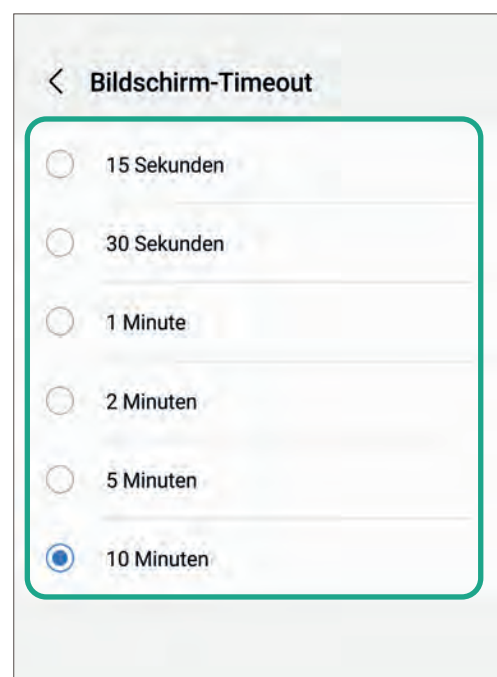 Bildschirm-Timeout
15 Sekunden
30 Sekunden
1 Minute
2 Minuten
5 Minuten
10 Minuten